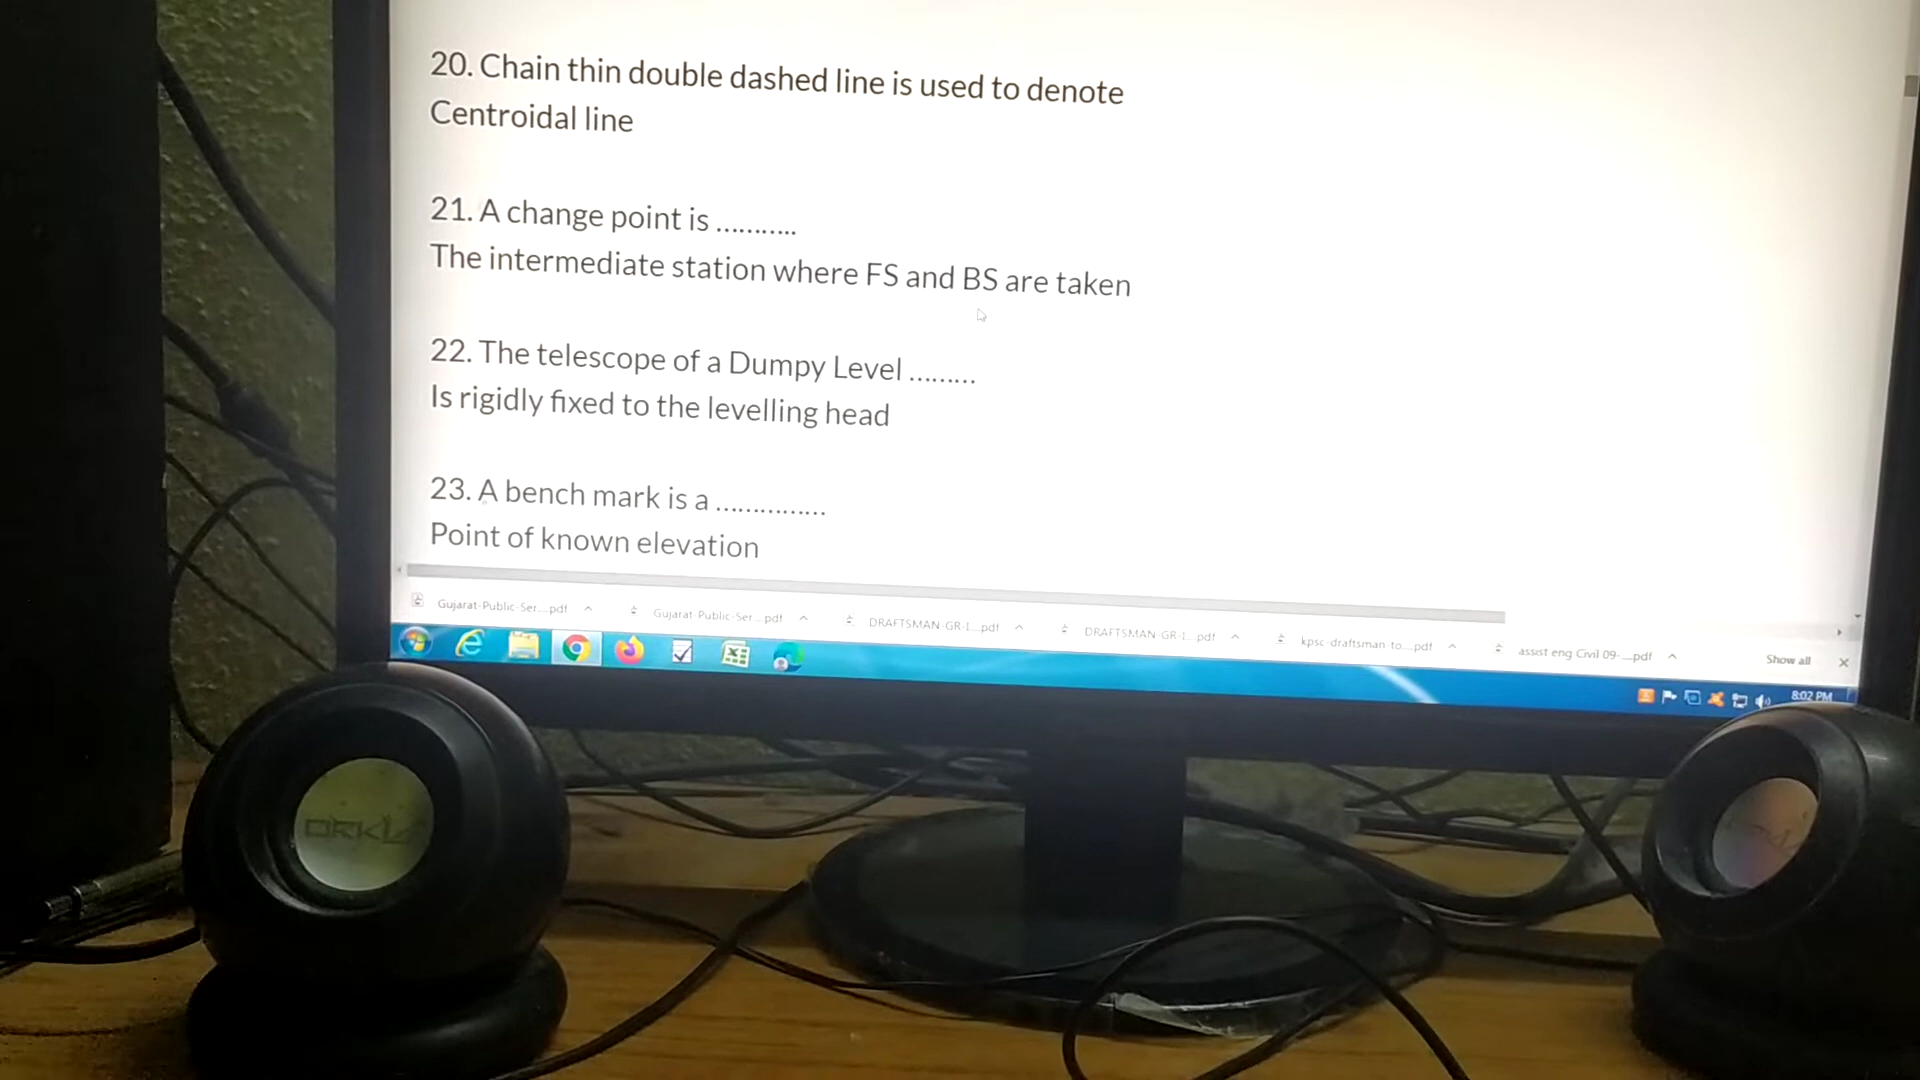 20. Chain thin double dashed line is used to denote
Centroidal line
21. A change point is ...........
The intermediate station where FS and BS are taken
22. The telescope of a Dumpy Level .........
Is rigidly fixed to the levelling head
23. A bench mark is a ...............
Point of known elevation
Gujarat-Public-Ser....pdf
Gujarat-Public-Ser....pdf
DRAFTSMAN-GR-I....pdf
DRAFTSMAN-GR-I....pdf
kpsc-draftsman-to....pdf
assist eng Civil 09-....pdf
Show all
8:02 PM